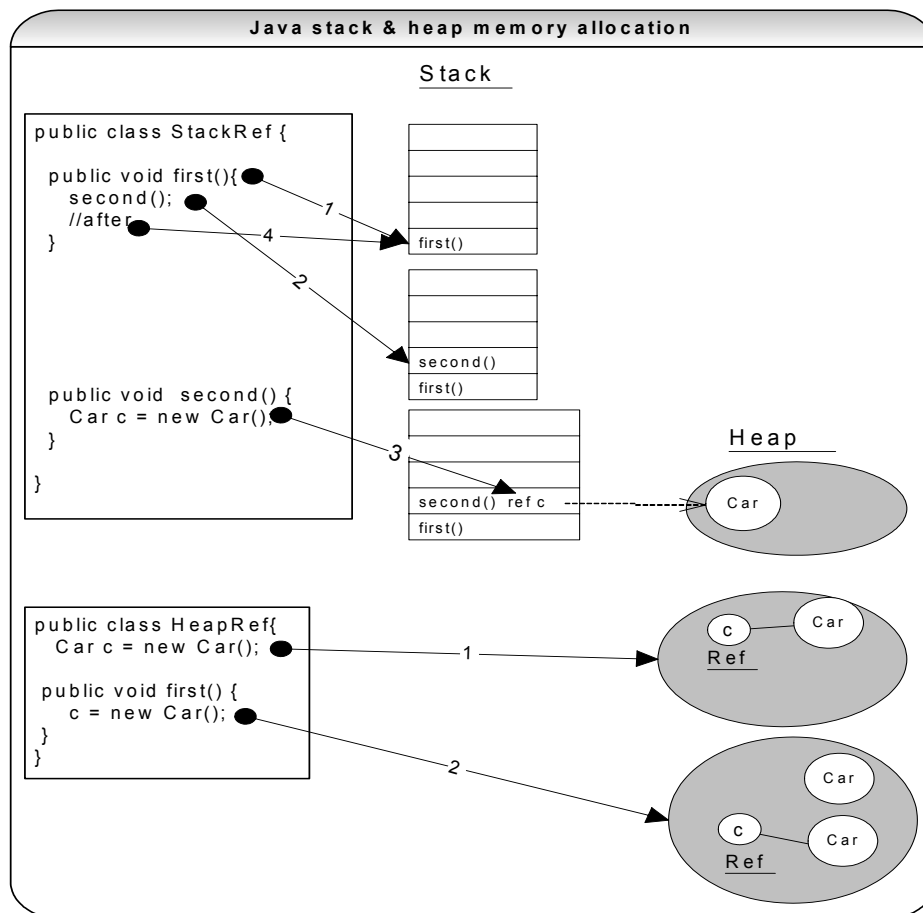 Java stack & heap memory allocation
Stack
public class StackRef {
public void first(){
second();
//after
}
public void second() {
Car c = new Car();
}
}
1
4
2
3
first()
second()
first()
second() ref c
first()
Heap
Car
public class HeapRef{
Car c = new Car();
public void first() {
c = new Car();
}
}
1
2
c
Car
Ref
Car
c
Car
Ref